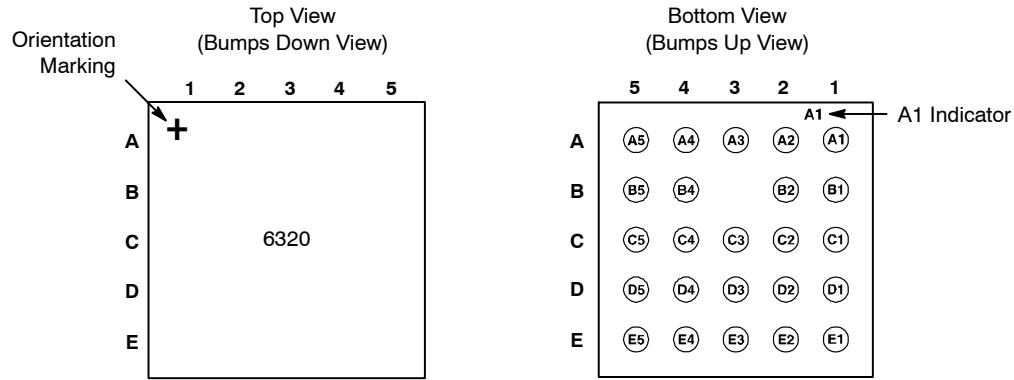 Top View
(Bumps Down View)
Orientation
Marking
1 2 3 4 5
A
B
C
D
E
6320
Bottom View
(Bumps Up View)
5 4 3 2 1
A1
A1 Indicator
A A5 A4 A3 A2 A1
B B5 B4 B2 B1
C C5 C4 C3 C2 C1
D D5 D4 D3 D2 D1
E E5 E4 E3 E2 E1